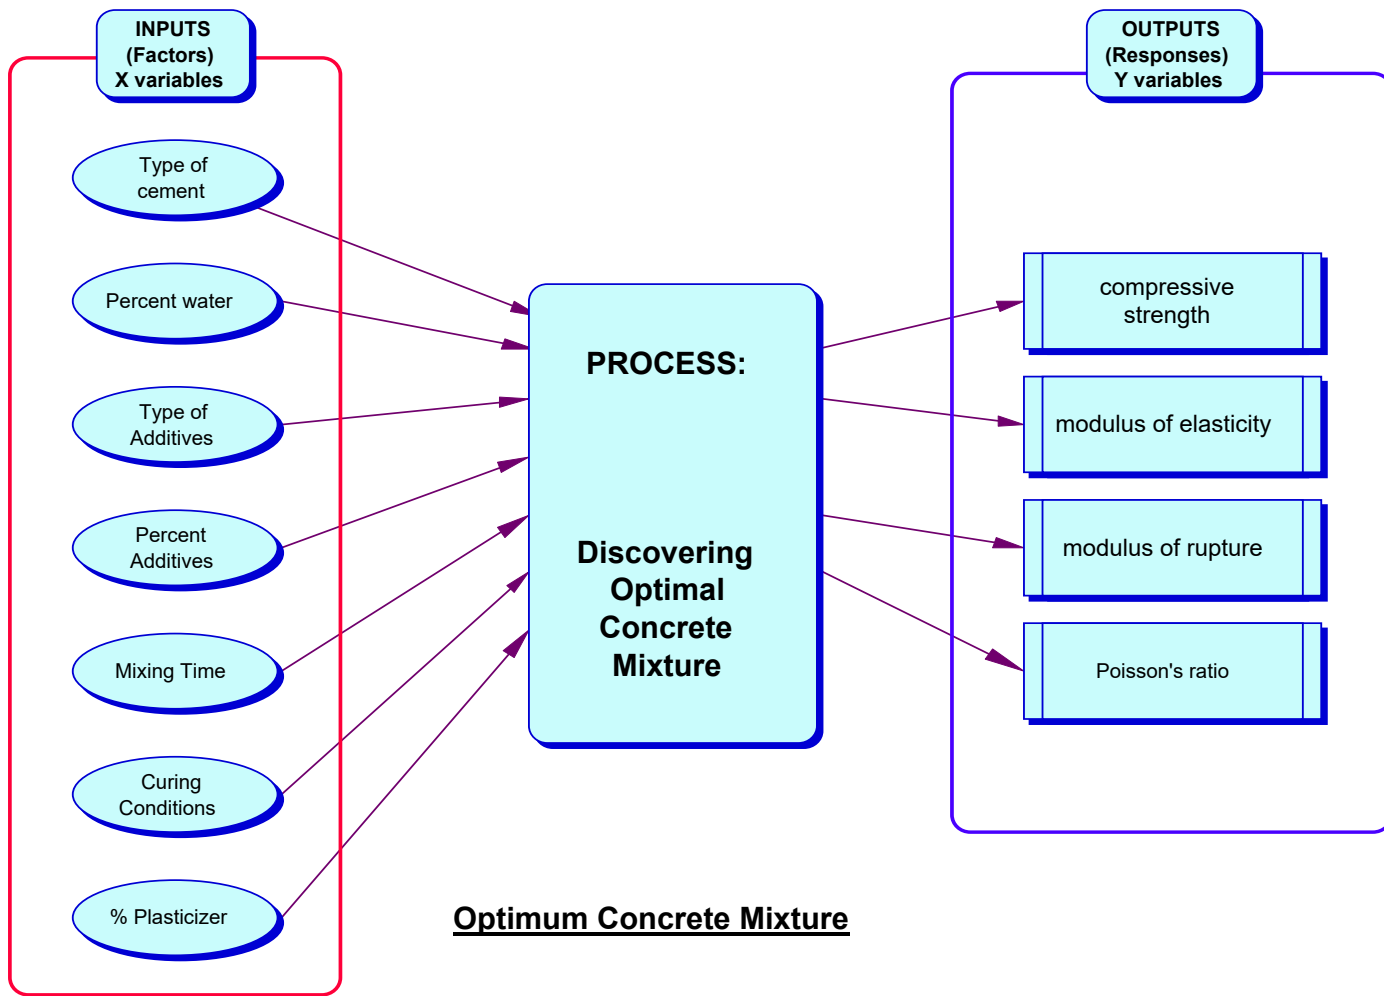 INPUTS
(Factors)
X variables
Type of
cement
Percent water
Type of
Additives
Percent
Additives
Mixing Time
Curing
Conditions
% Plasticizer
PROCESS:
Discovering
Optimal
Concrete
Mixture
OUTPUTS
(Responses)
Y variables
compressive
strength
modulus of elasticity
modulus of rupture
Poisson's ratio
Optimum Concrete Mixture